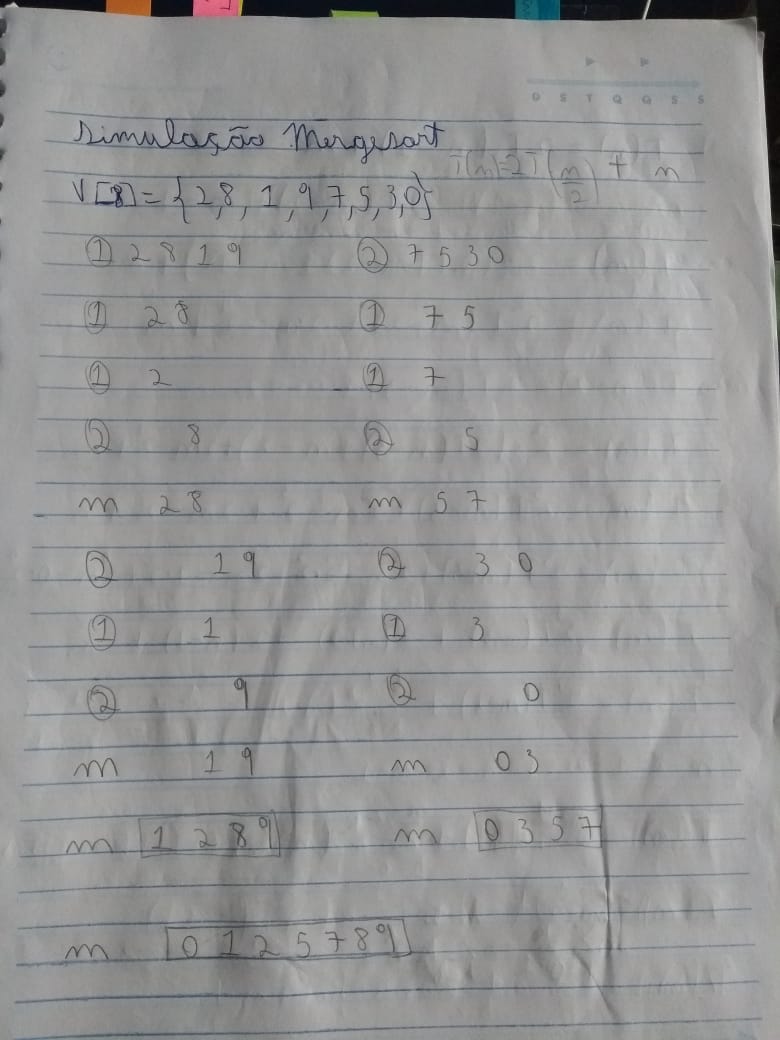 D S T Q Q S S
Simulação Mergesort
T(n)=2T(n/2) + n
V[8]={2,8, 1, 9,7,5,3,0}
① 2 8 1 9 ② 7 5 3 0
① 2 8 ① 7 5
① 2 ① 7
② 8 ② 5
m 2 8 m 5 7
② 1 9 ② 3 0
① 1 ① 3
② 9 ② 0
m 1 9 m 0 3
m 1 2 8 9 m 0 3 5 7
m 0 1 2 5 7 8 9